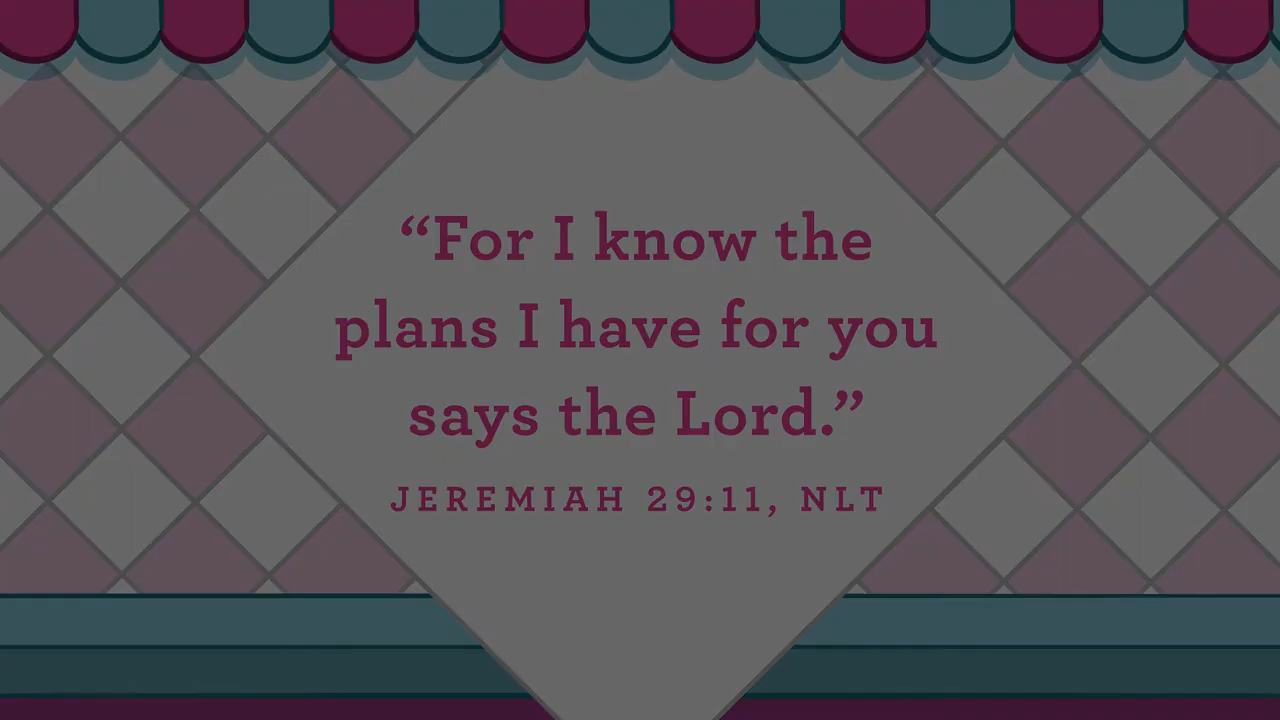 “For I know the
plans I have for you
says the Lord.”
JEREMIAH 29:11, NLT